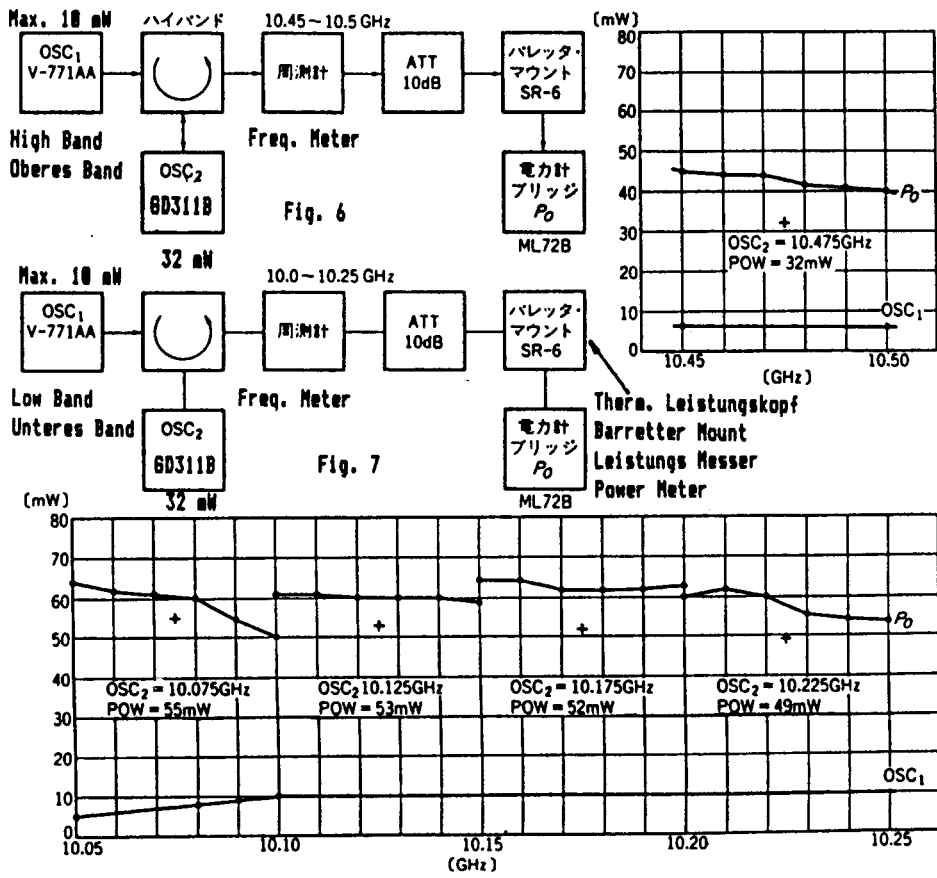 Max. 10 mW
ハイバンド
10.45~10.5 GHz
OSC₁
V-771AA
周測計
ATT
10dB
バレッタ・
マウント
SR-6
High Band
Oberes Band
Freq. Meter
OSC₂
GD311B
32 mW
Fig. 6
電力計
ブリッジ
P₀
ML72B
(mW)
80
70
60
50
40
30
20
10
0
P₀
OSC₂ = 10.475GHz
POW = 32mW
OSC₁
10.45
10.50
(GHz)
Max. 10 mW
10.0~10.25 GHz
OSC₁
V-771AA
周測計
ATT
10dB
バレッタ・
マウント
SR-6
Low Band
Unteres Band
Freq. Meter
OSC₂
GD311B
32 mW
Fig. 7
電力計
ブリッジ
P₀
ML72B
Therm. Leistungskopf
Barretter Mount
Leistungs Messer
Power Meter
(mW)
80
70
60
50
40
30
20
10
0
P₀
OSC₂ = 10.075GHz
POW = 55mW
OSC₂ 10.125GHz
POW = 53mW
OSC₂ = 10.175GHz
POW = 52mW
OSC₂ = 10.225GHz
POW = 49mW
OSC₁
10.05
10.10
10.15
10.20
10.25
(GHz)